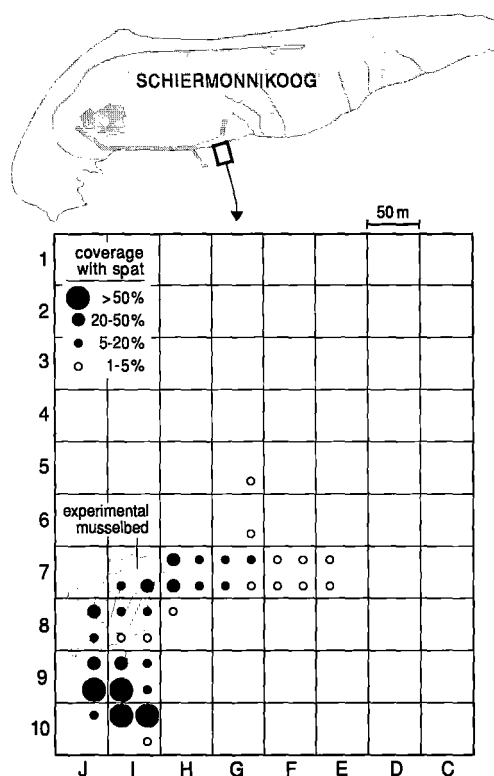 SCHIERMONNIKOOG
50 m
coverage
with spat
>50%
20-50%
5-20%
1-5%
1
2
3
4
5
6
experimental
musselbed
7
8
9
10
J I H G F E D C